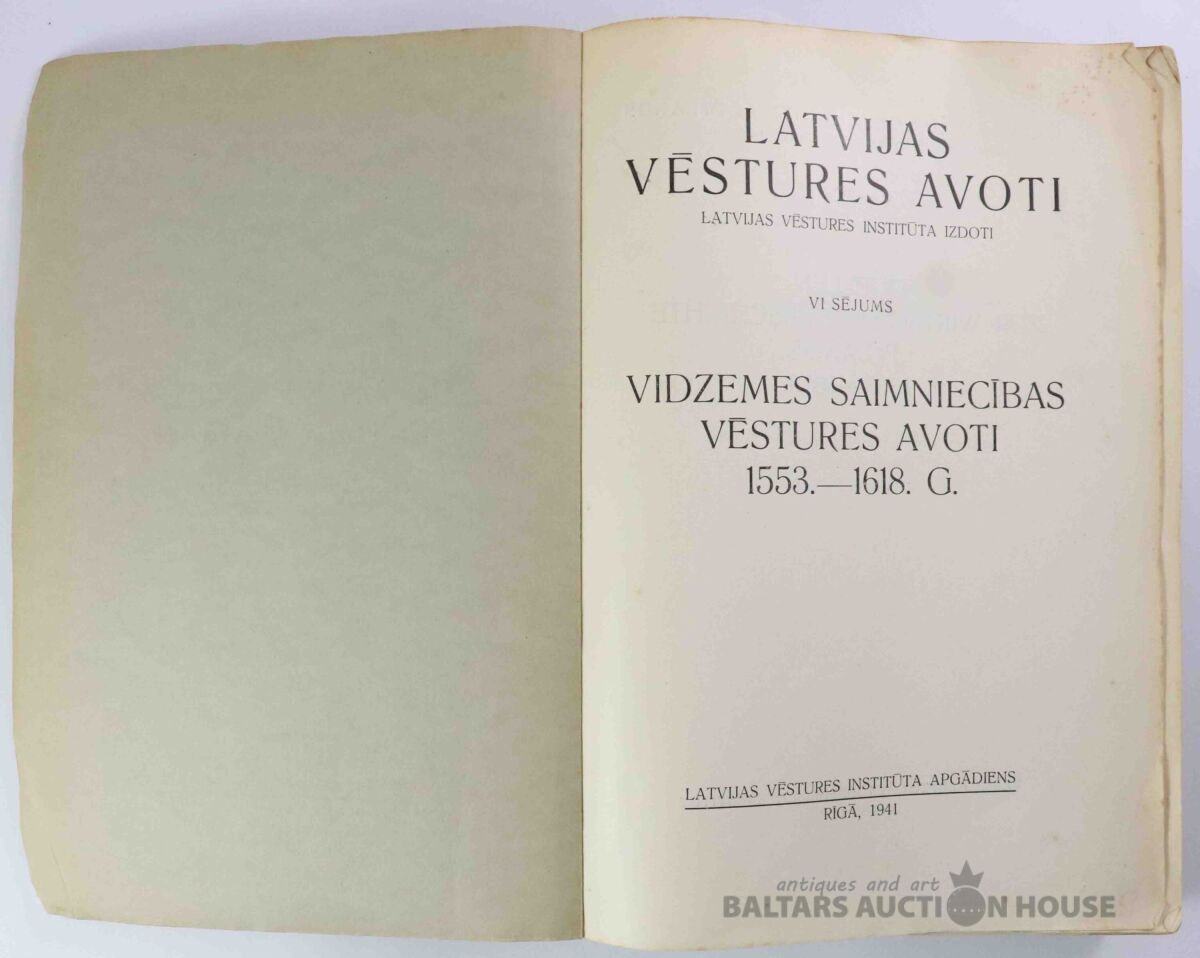 LATVIJAS
VĒSTURES AVOTI
LATVIJAS VĒSTURES INSTITŪTA IZDOTI
VI SĒJUMS
VIDZEMES SAIMNIECĪBAS
VĒSTURES AVOTI
1553.—1618. G.
LATVIJAS VĒSTURES INSTITŪTA APGĀDIENS
RĪGĀ, 1941
antiques and art
BALTARS AUCTION HOUSE